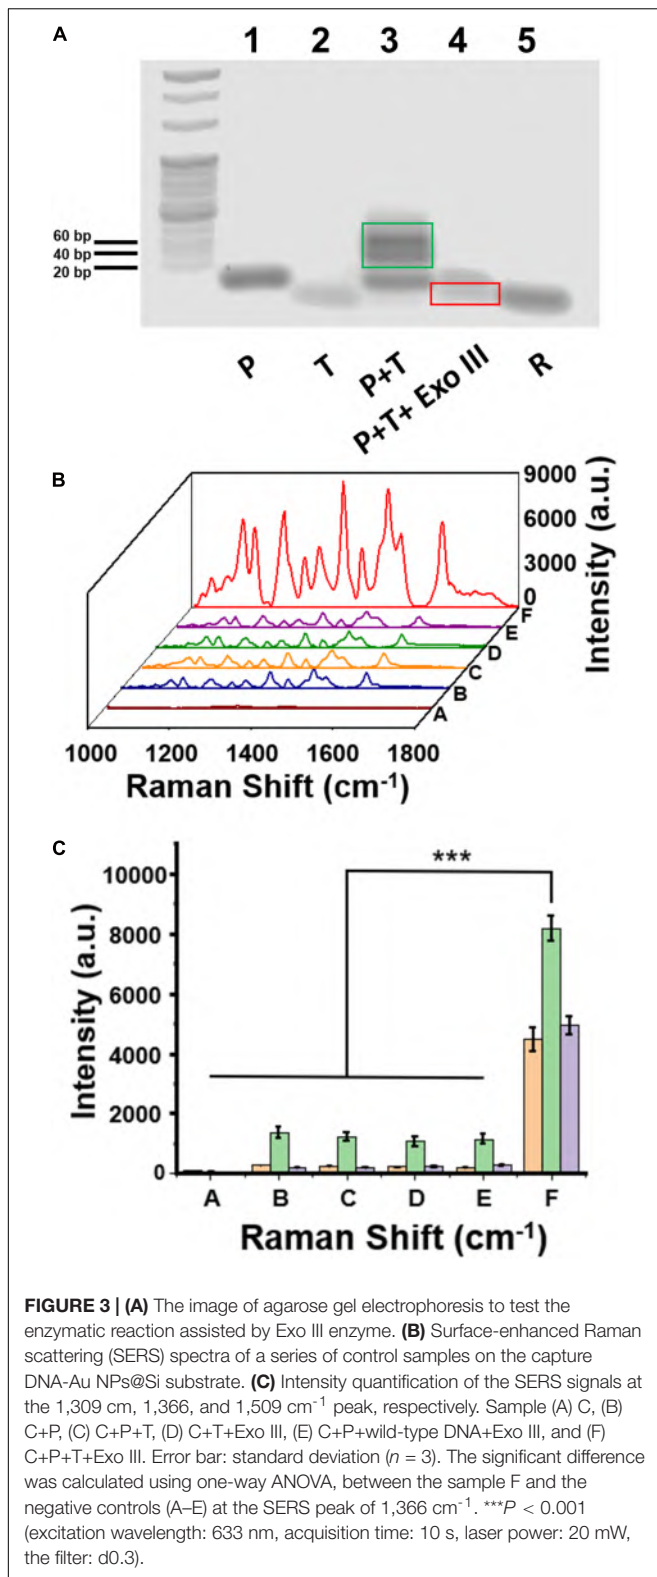 A
1 2 3 4 5
60 bp
40 bp
20 bp
P T P+T P+T+ Exo III R
B
9000
6000
3000
0
Intensity (a.u.)
F
E
D
C
B
A
1000 1200 1400 1600 1800
Raman Shift (cm-1)
C
***
10000
8000
6000
4000
2000
0
Intensity (a.u.)
A B C D E F
Raman Shift (cm-1)
FIGURE 3 | (A) The image of agarose gel electrophoresis to test the
enzymatic reaction assisted by Exo III enzyme. (B) Surface-enhanced Raman
scattering (SERS) spectra of a series of control samples on the capture
DNA-Au NPs@Si substrate. (C) Intensity quantification of the SERS signals at
the 1,309 cm, 1,366, and 1,509 cm-1 peak, respectively. Sample (A) C, (B)
C+P, (C) C+P+T, (D) C+T+Exo III, (E) C+P+wild-type DNA+Exo III, and (F)
C+P+T+Exo III. Error bar: standard deviation (n = 3). The significant difference
was calculated using one-way ANOVA, between the sample F and the
negative controls (A–E) at the SERS peak of 1,366 cm-1. ***P < 0.001
(excitation wavelength: 633 nm, acquisition time: 10 s, laser power: 20 mW,
the filter: d0.3).